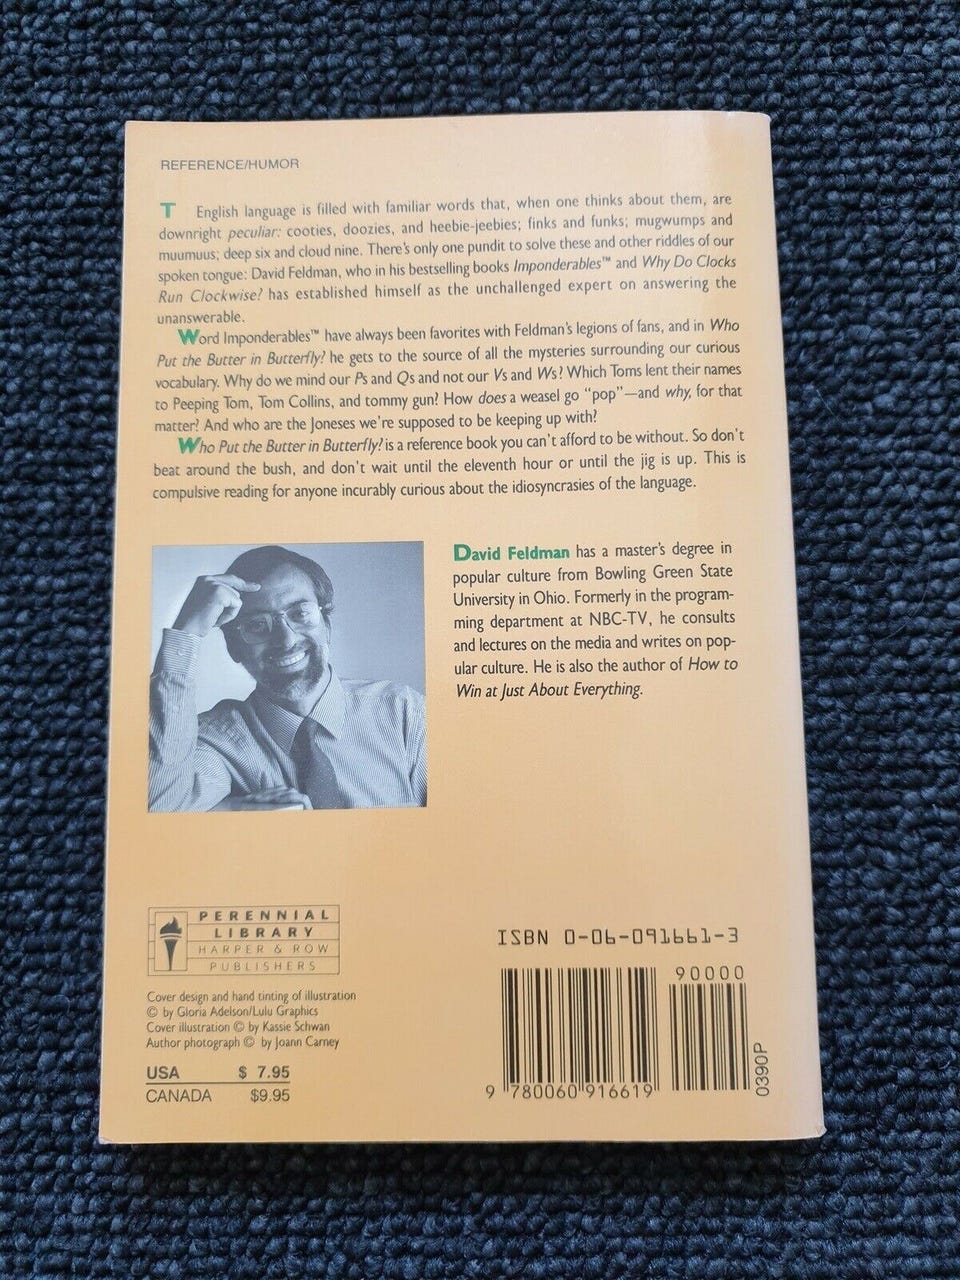 REFERENCE/HUMOR
T English language is filled with familiar words that, when one thinks about them, are
downright peculiar: cooties, doozies, and heebie-jeebies; finks and funks; mugwumps and
muumuus; deep six and cloud nine. There's only one pundit to solve these and other riddles of our
spoken tongue: David Feldman, who in his bestselling books Imponderables™ and Why Do Clocks
Run Clockwise? has established himself as the unchallenged expert on answering the
unanswerable.
Word Imponderables™ have always been favorites with Feldman's legions of fans, and in Who
Put the Butter in Butterfly? he gets to the source of all the mysteries surrounding our curious
vocabulary. Why do we mind our Ps and Qs and not our Vs and Ws? Which Toms lent their names
to Peeping Tom, Tom Collins, and tommy gun? How does a weasel go "pop"—and why, for that
matter? And who are the Joneses we're supposed to be keeping up with?
Who Put the Butter in Butterfly? is a reference book you can't afford to be without. So don't
beat around the bush, and don't wait until the eleventh hour or until the jig is up. This is
compulsive reading for anyone incurably curious about the idiosyncrasies of the language.
David Feldman has a master's degree in
popular culture from Bowling Green State
University in Ohio. Formerly in the program-
ming department at NBC-TV, he consults
and lectures on the media and writes on pop-
ular culture. He is also the author of How to
Win at Just About Everything.
PERENNIAL
LIBRARY
HARPER & ROW
PUBLISHERS
Cover design and hand tinting of illustration
© by Gloria Adelson/Lulu Graphics
Cover illustration © by Kassie Schwan
Author photograph © by Joann Carney
USA $ 7.95
CANADA $9.95
ISBN 0-06-091661-3
90000
9 780060 916619
0390P